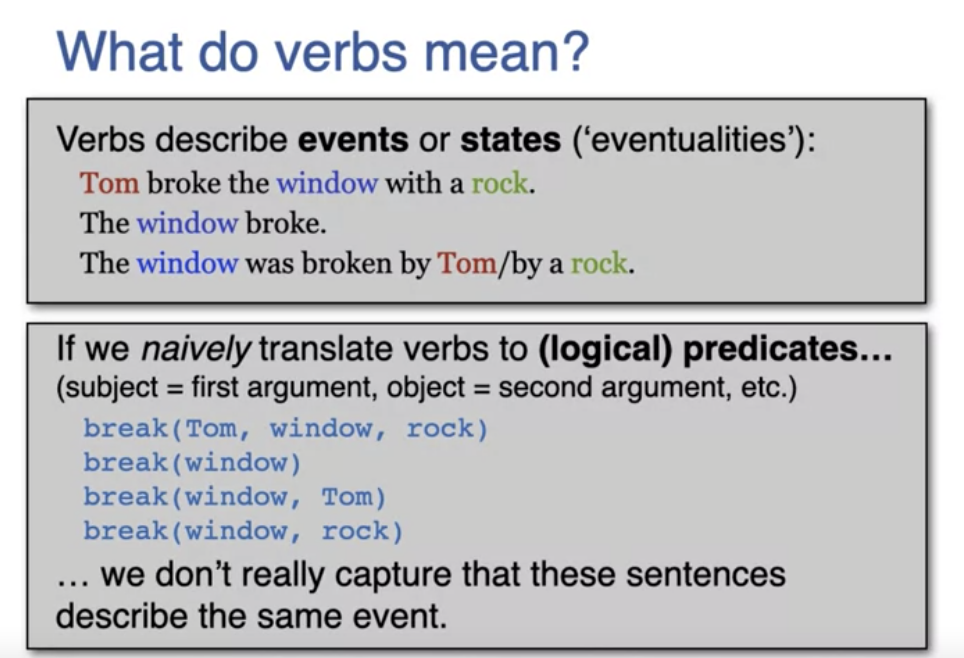 What do verbs mean?
Verbs describe events or states (‘eventualities’):
Tom broke the window with a rock.
The window broke.
The window was broken by Tom/by a rock.
If we naively translate verbs to (logical) predicates...
(subject = first argument, object = second argument, etc.)
break(Tom, window, rock)
break(window)
break(window, Tom)
break(window, rock)
... we don’t really capture that these sentences
describe the same event.